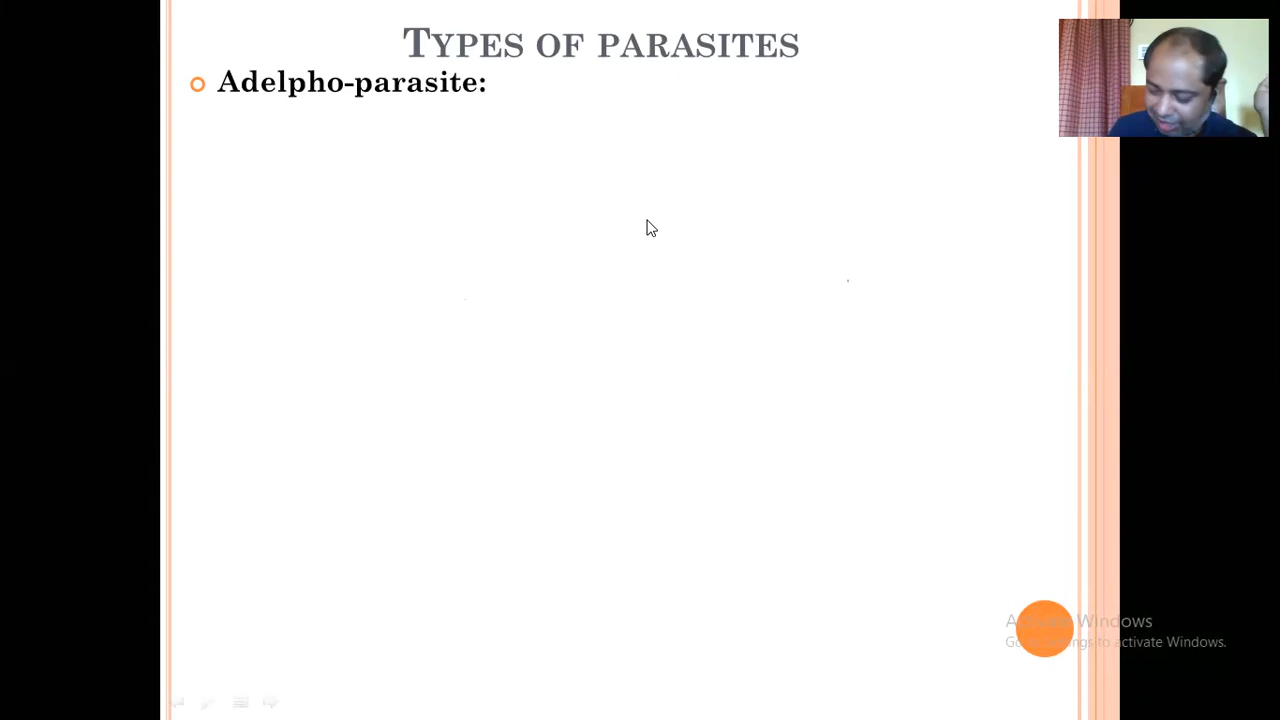 TYPES OF PARASITES
Adelpho-parasite:
Activate Windows
Go to Settings to activate Windows.